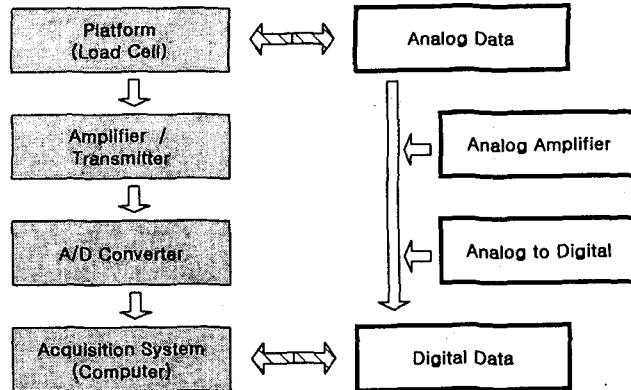 Platform
(Load Cell)
Analog Data
Amplifier /
Transmitter
Analog Amplifier
A/D Converter
Analog to Digital
Acquisition System
(Computer)
Digital Data